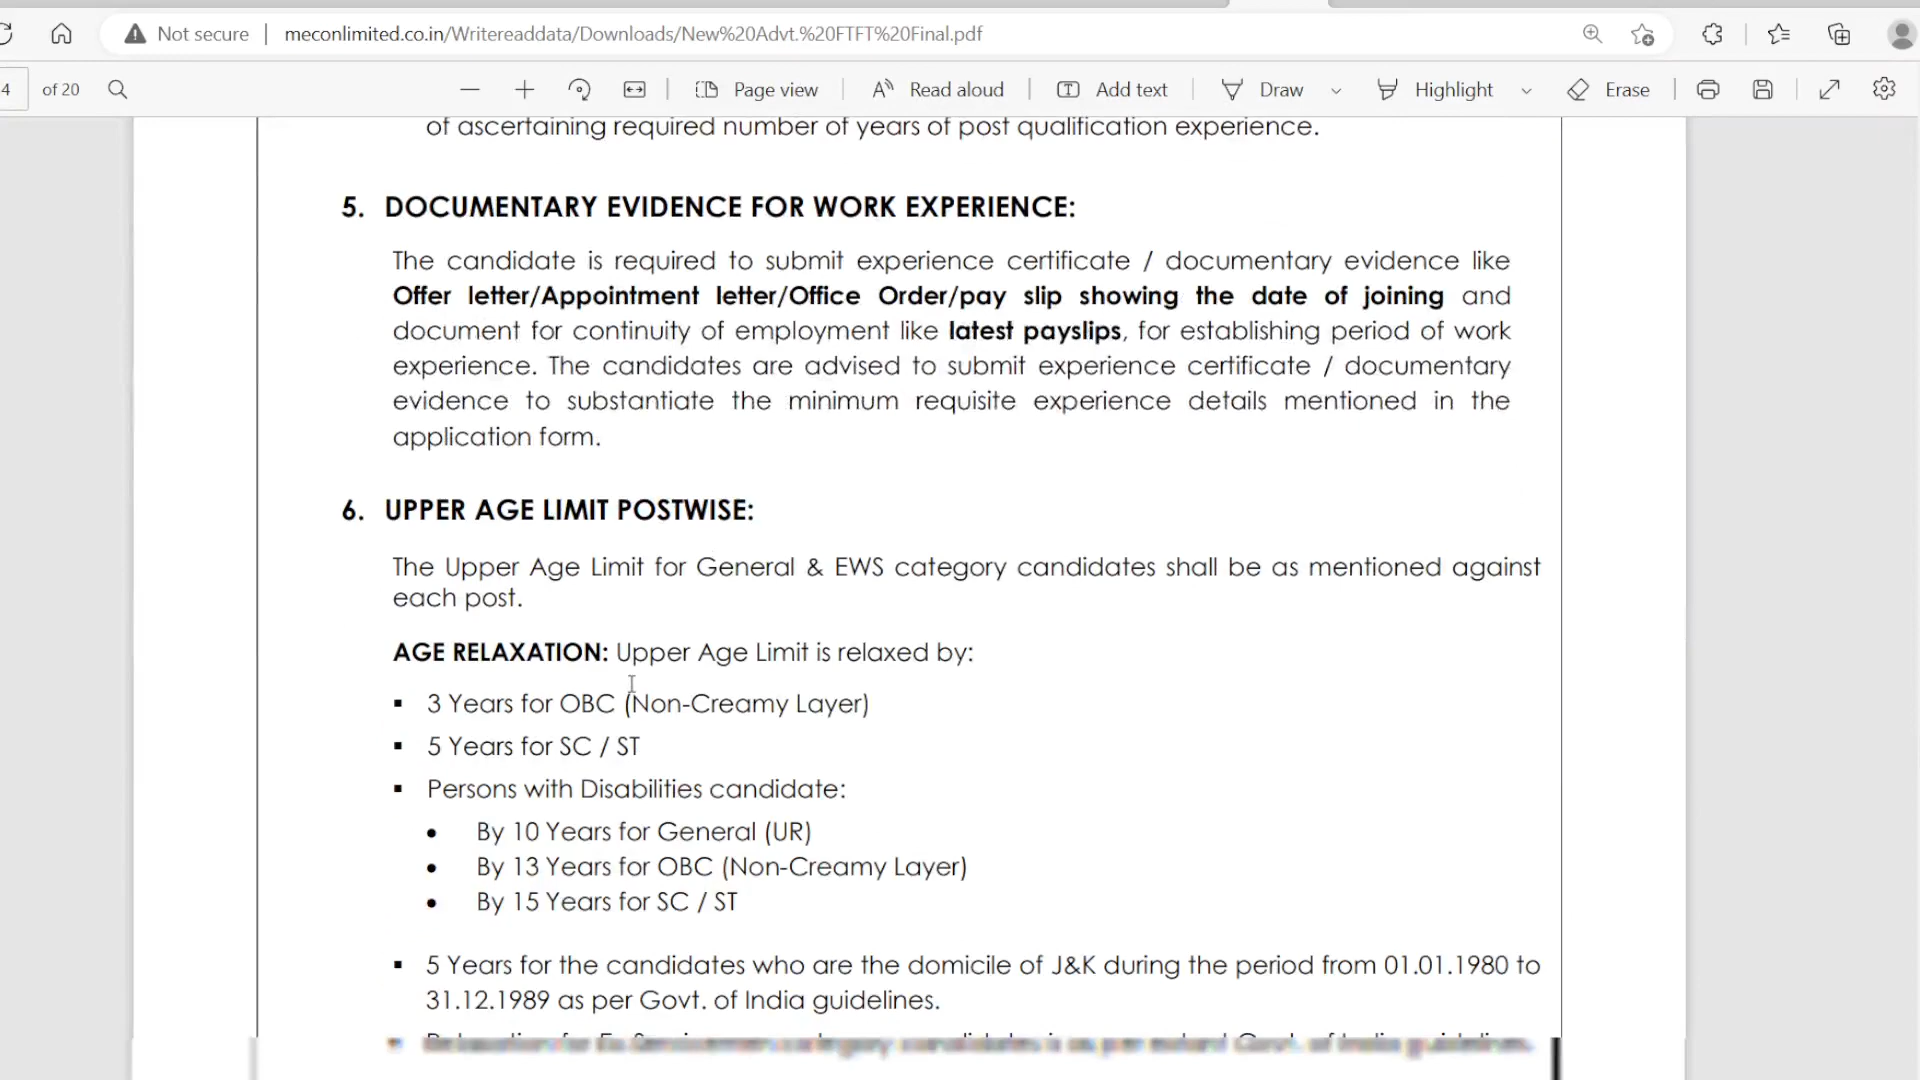 Not secure
meconlimited.co.in/Writereaddata/Downloads/New%20Advt.%20FTFT%20Final.pdf
4 of 20
Page view
Read aloud
Add text
Draw
Highlight
Erase
of ascertaining required number of years of post qualification experience.
5. DOCUMENTARY EVIDENCE FOR WORK EXPERIENCE:
The candidate is required to submit experience certificate / documentary evidence like
Offer letter/Appointment letter/Office Order/pay slip showing the date of joining and
document for continuity of employment like latest payslips, for establishing period of work
experience. The candidates are advised to submit experience certificate / documentary
evidence to substantiate the minimum requisite experience details mentioned in the
application form.
6. UPPER AGE LIMIT POSTWISE:
The Upper Age Limit for General & EWS category candidates shall be as mentioned against
each post.
AGE RELAXATION: Upper Age Limit is relaxed by:
▪ 3 Years for OBC (Non-Creamy Layer)
▪ 5 Years for SC / ST
▪ Persons with Disabilities candidate:
• By 10 Years for General (UR)
• By 13 Years for OBC (Non-Creamy Layer)
• By 15 Years for SC / ST
▪ 5 Years for the candidates who are the domicile of J&K during the period from 01.01.1980 to
31.12.1989 as per Govt. of India guidelines.